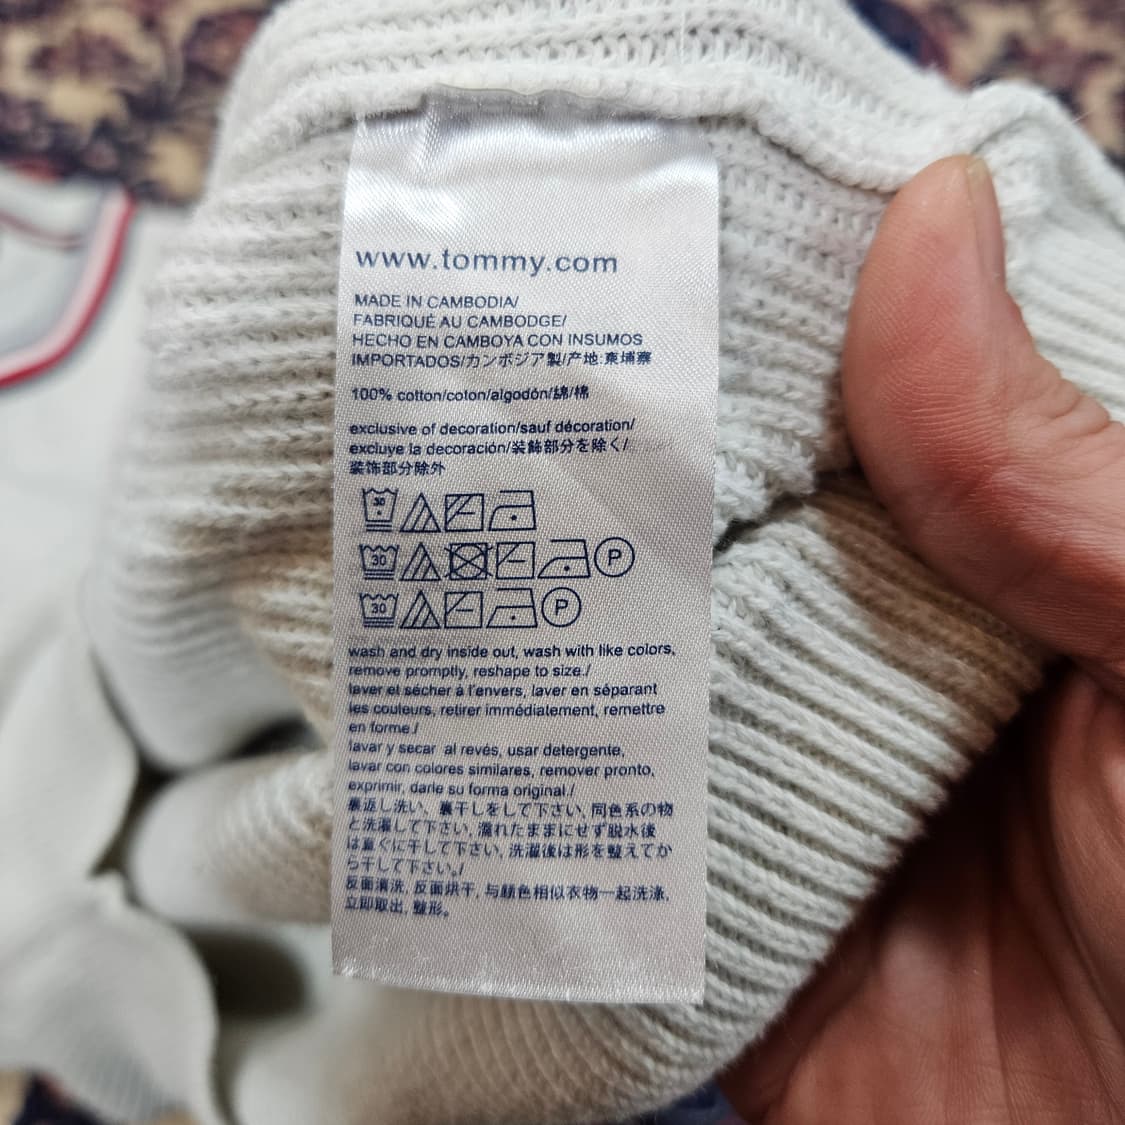 www.tommy.com
MADE IN CAMBODIA/
FABRIQUÉ AU CAMBODGE/
HECHO EN CAMBOYA CON INSUMOS
IMPORTADOS/カンボジア製/产地:柬埔寨
100% cotton/coton/algodón/綿/棉
exclusive of decoration/sauf décoration/
excluye la decoración/装飾部分を除く/
装饰部分除外
30
30 P
30 P
wash and dry inside out, wash with like colors,
remove promptly, reshape to size./
laver et sécher à l'envers, laver en séparant
les couleurs, retirer immédiatement, remettre
en forme./
lavar y secar al revés, usar detergente,
lavar con colores similares, remover pronto,
exprimir, darle su forma original./
裏返し洗い、裏干しをして下さい, 同色系の物
と洗濯して下さい, 濡れたままにせず脱水後
は直ぐに干して下さい, 洗濯後は形を整えてか
ら干して下さい。/
反面清洗, 反面烘干, 与颜色相似衣物一起洗涤,
立即取出, 整形。